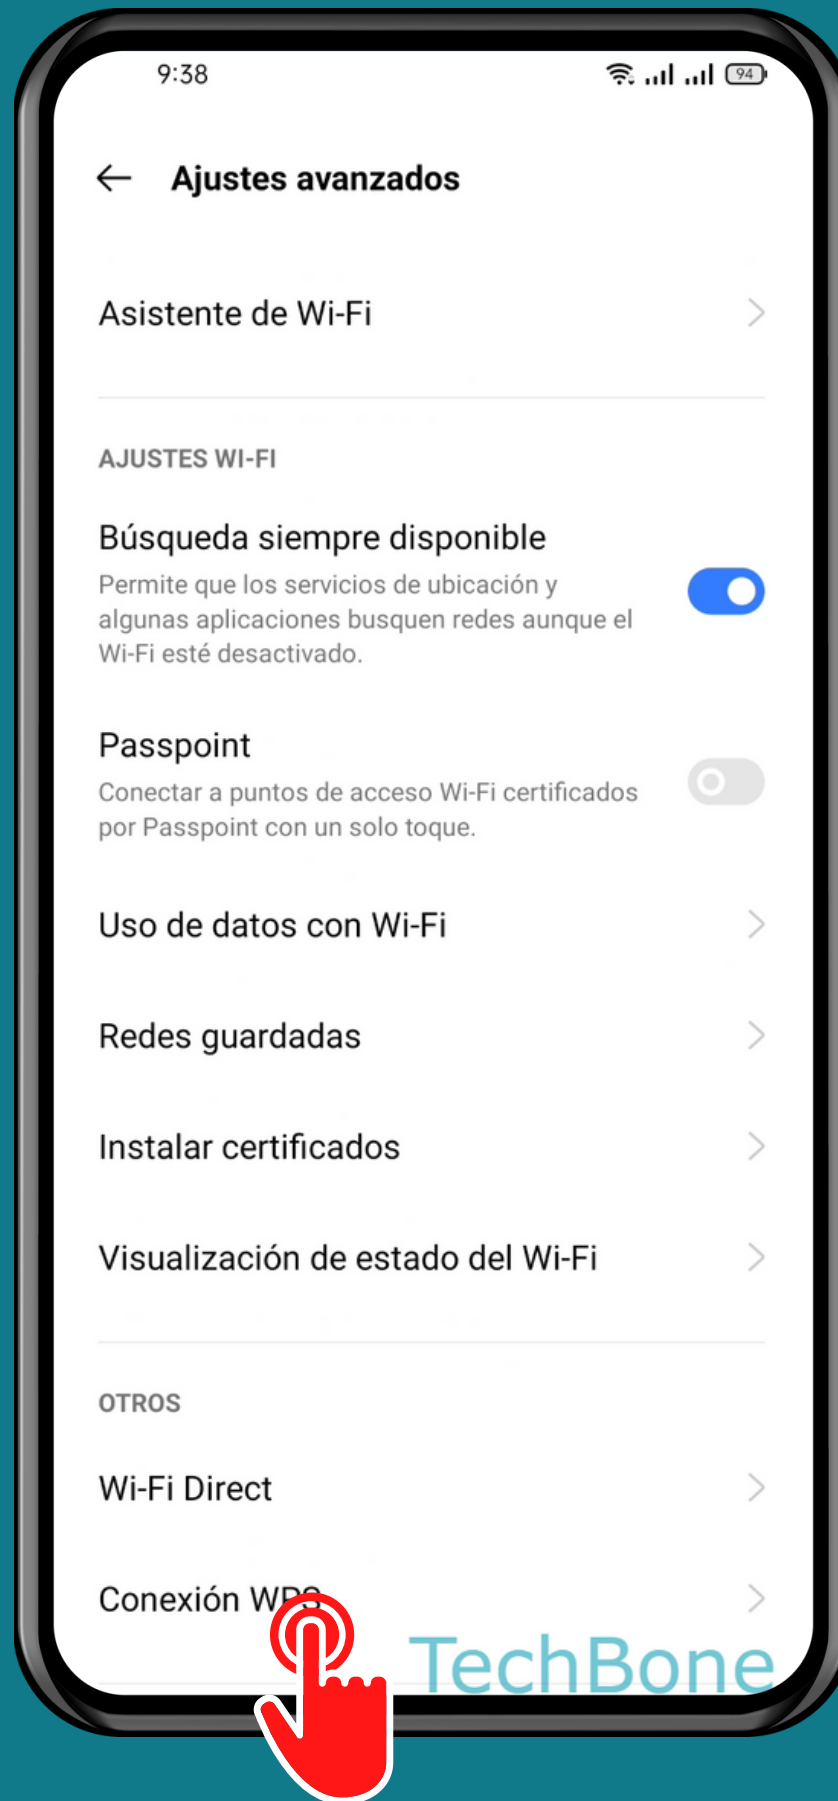 9:38
94
Ajustes avanzados
Asistente de Wi-Fi
AJUSTES WI-FI
Búsqueda siempre disponible
Permite que los servicios de ubicación y
algunas aplicaciones busquen redes aunque el
Wi-Fi esté desactivado.
Passpoint
Conectar a puntos de acceso Wi-Fi certificados
por Passpoint con un solo toque.
Uso de datos con Wi-Fi
Redes guardadas
Instalar certificados
Visualización de estado del Wi-Fi
OTROS
Wi-Fi Direct
Conexión WPS
TechBone